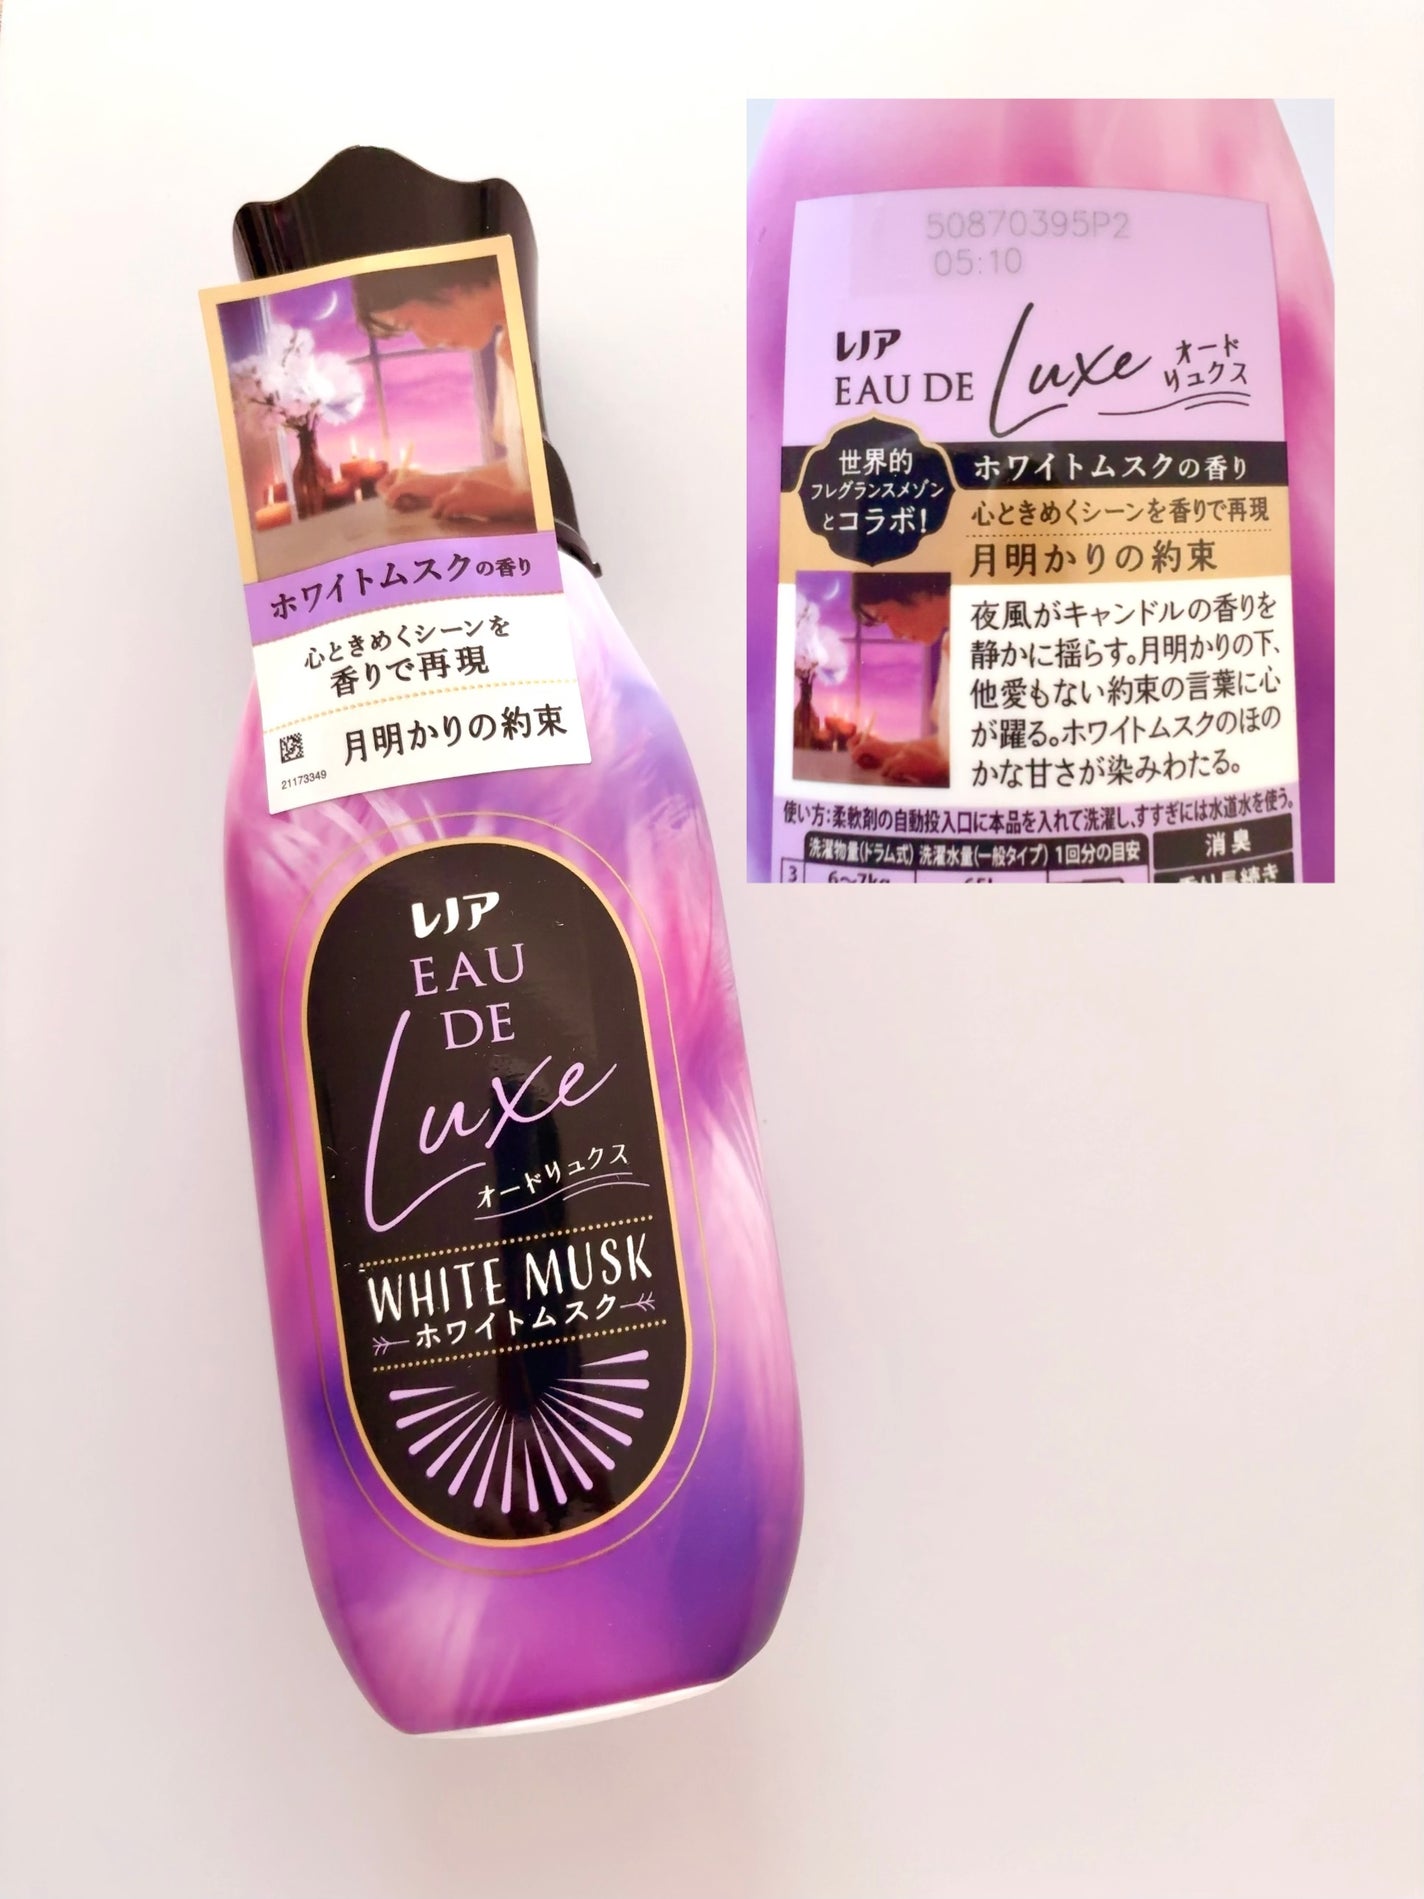 ホワイトムスクの香り
心ときめくシーンを
香りで再現
月明かりの約束
21173349
レノア
EAU
DE
Luxe
オードリュクス
WHITE MUSK
ホワイトムスク
50870395P2
05:10
レノア
EAU DE Luxe オード
リュクス
世界的
フレグランスメゾン
とコラボ!
ホワイトムスクの香り
心ときめくシーンを香りで再現
月明かりの約束
夜風がキャンドルの香りを
静かに揺らす。月明かりの下、
他愛もない約束の言葉に心
が躍る。ホワイトムスクのほの
かな甘さが染みわたる。
使い方:柔軟剤の自動投入口に本品を入れて洗濯し、すすぎには水道水を使う。
洗濯物量(ドラム式) 洗濯水量(一般タイプ) 1回分の目安
消臭
3 6～7kg